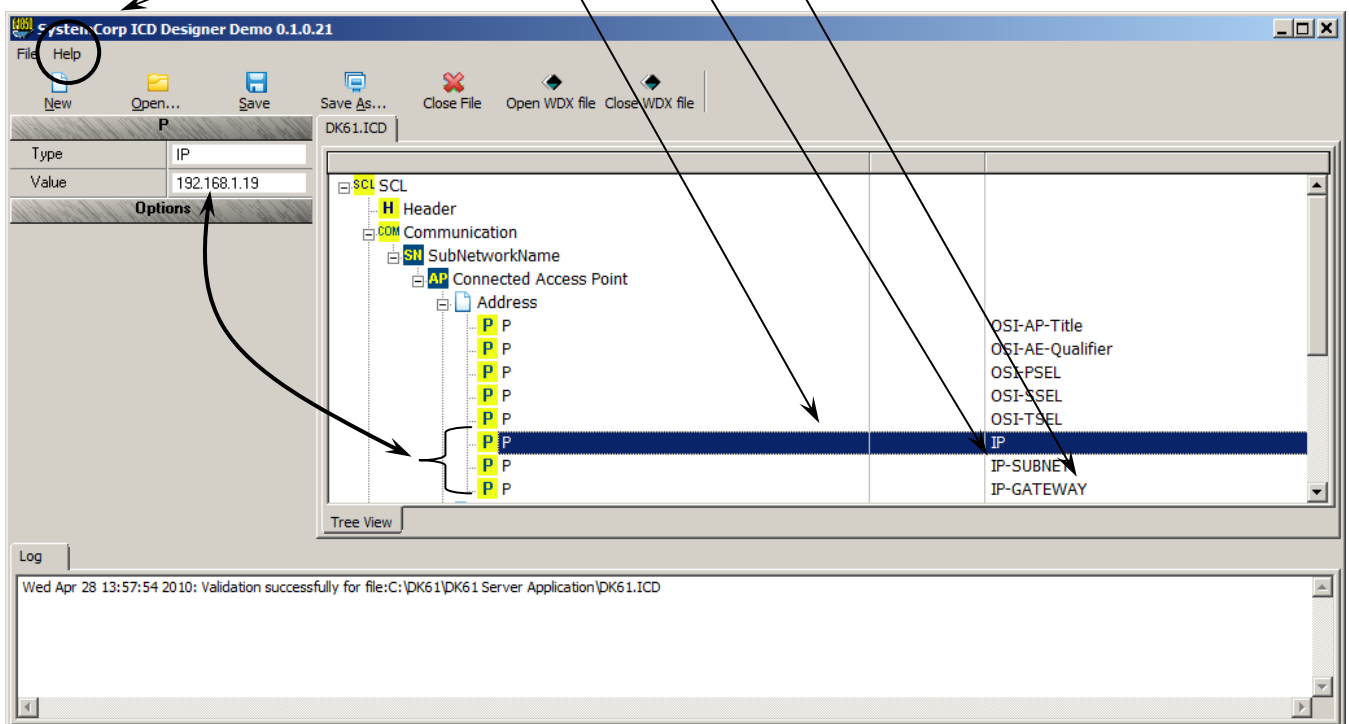 61850
SystemCorp ICD Designer Demo 0.1.0.21
File Help
New Open... Save Save As... Close File Open WDX file Close WDX file
P
Type IP
Value 192.168.1.19
Options
DK61.ICD
SCL SCL
H Header
COM Communication
SN SubNetworkName
AP Connected Access Point
Address
P P OSI-AP-Title
P P OSI-AE-Qualifier
P P OSI-PSEL
P P OSI-SSEL
P P OSI-TSEL
P P IP
P P IP-SUBNET
P P IP-GATEWAY
Tree View
Log
Wed Apr 28 13:57:54 2010: Validation successfully for file:C:\DK61\DK61 Server Application\DK61.ICD